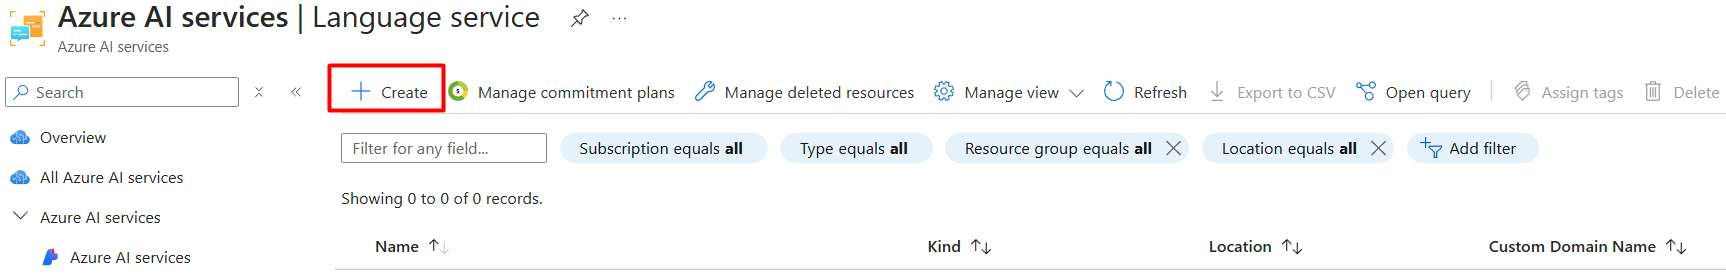 Azure AI services | Language service
Azure AI services
Search
Create
Manage commitment plans
Manage deleted resources
Manage view
Refresh
Export to CSV
Open query
Assign tags
Delete
Overview
All Azure AI services
Azure AI services
Azure AI services
Filter for any field...
Subscription equals all
Type equals all
Resource group equals all
Location equals all
Add filter
Showing 0 to 0 of 0 records.
Name
Kind
Location
Custom Domain Name